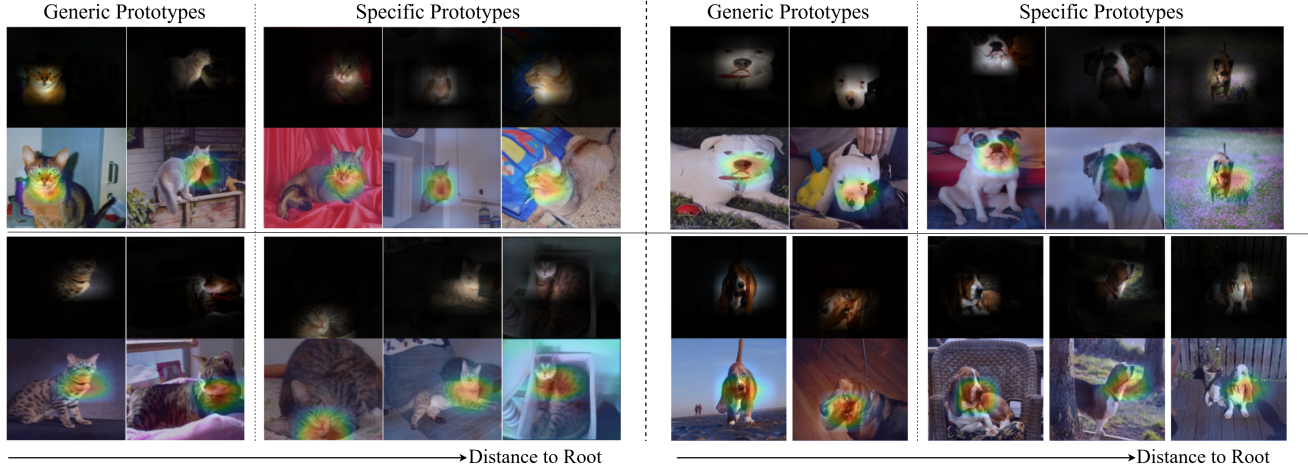 Generic Prototypes
Specific Prototypes
Generic Prototypes
Specific Prototypes
Distance to Root
Distance to Root